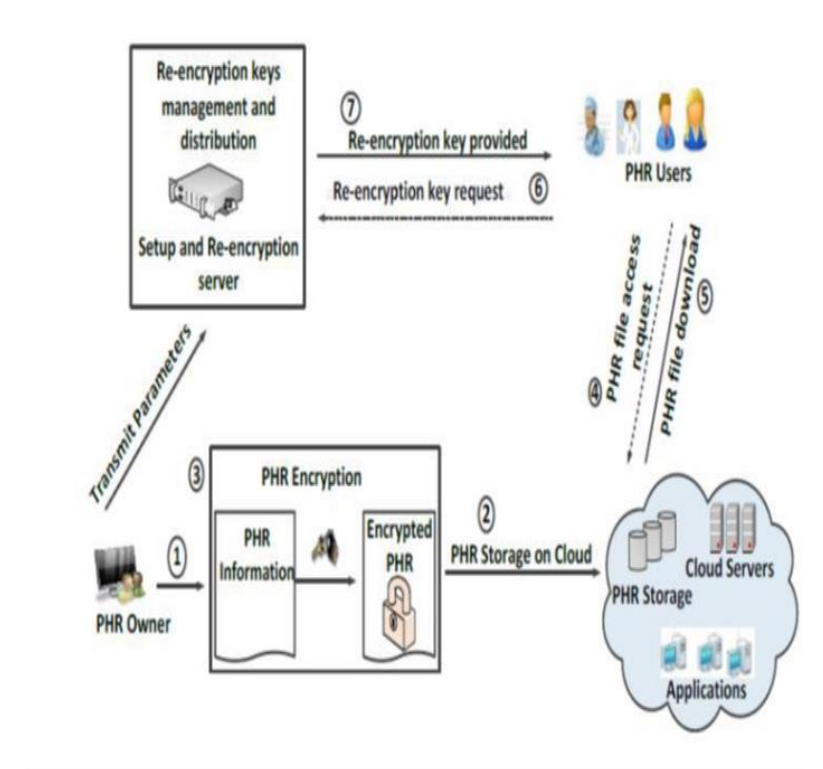 Re-encryption keys
management and
distribution
Setup and Re-encryption
server
⑦
Re-encryption key provided
Re-encryption key request ⑥
PHR Users
④ PHR file access
request
PHR file download ⑤
Transmit Parameters
③ PHR Encryption
PHR
Information
Encrypted
PHR
①
PHR Owner
②
PHR Storage on Cloud
Cloud Servers
PHR Storage
Applications